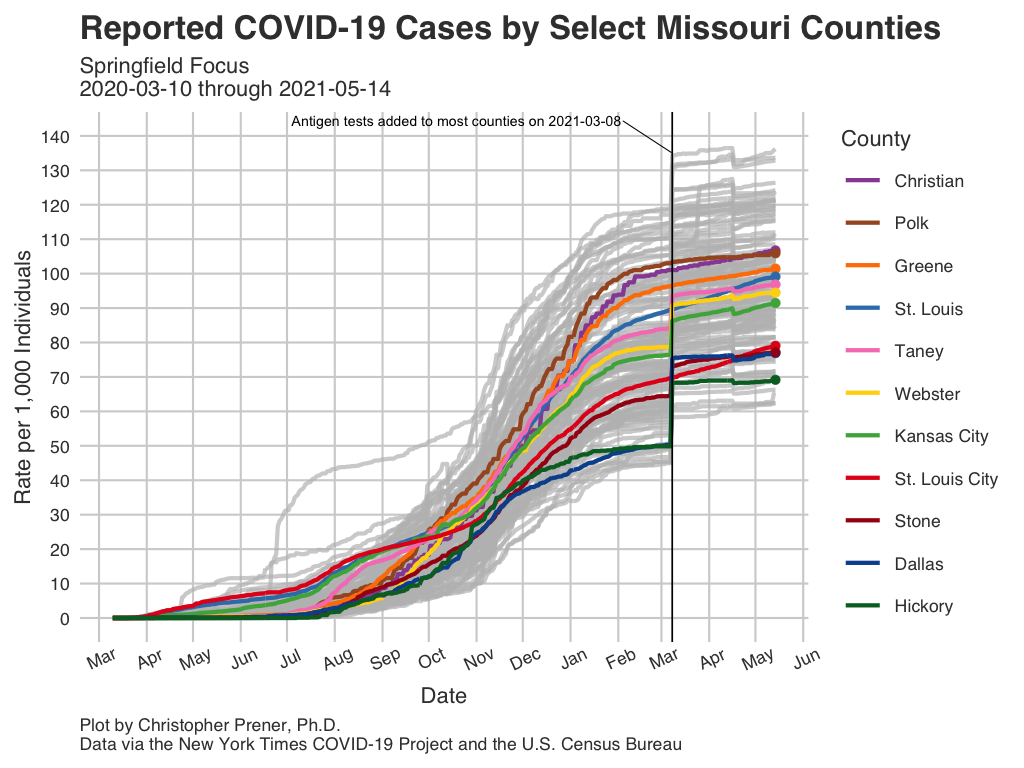 Reported COVID-19 Cases by Select Missouri Counties
Springfield Focus
2020-03-10 through 2021-05-14
Antigen tests added to most counties on 2021-03-08
Rate per 1,000 Individuals
140
130
120
110
100
90
80
70
60
50
40
30
20
10
0
Mar Apr May Jun Jul Aug Sep Oct Nov Dec Jan Feb Mar Apr May Jun
Date
County
Christian
Polk
Greene
St. Louis
Taney
Webster
Kansas City
St. Louis City
Stone
Dallas
Hickory
Plot by Christopher Prener, Ph.D.
Data via the New York Times COVID-19 Project and the U.S. Census Bureau